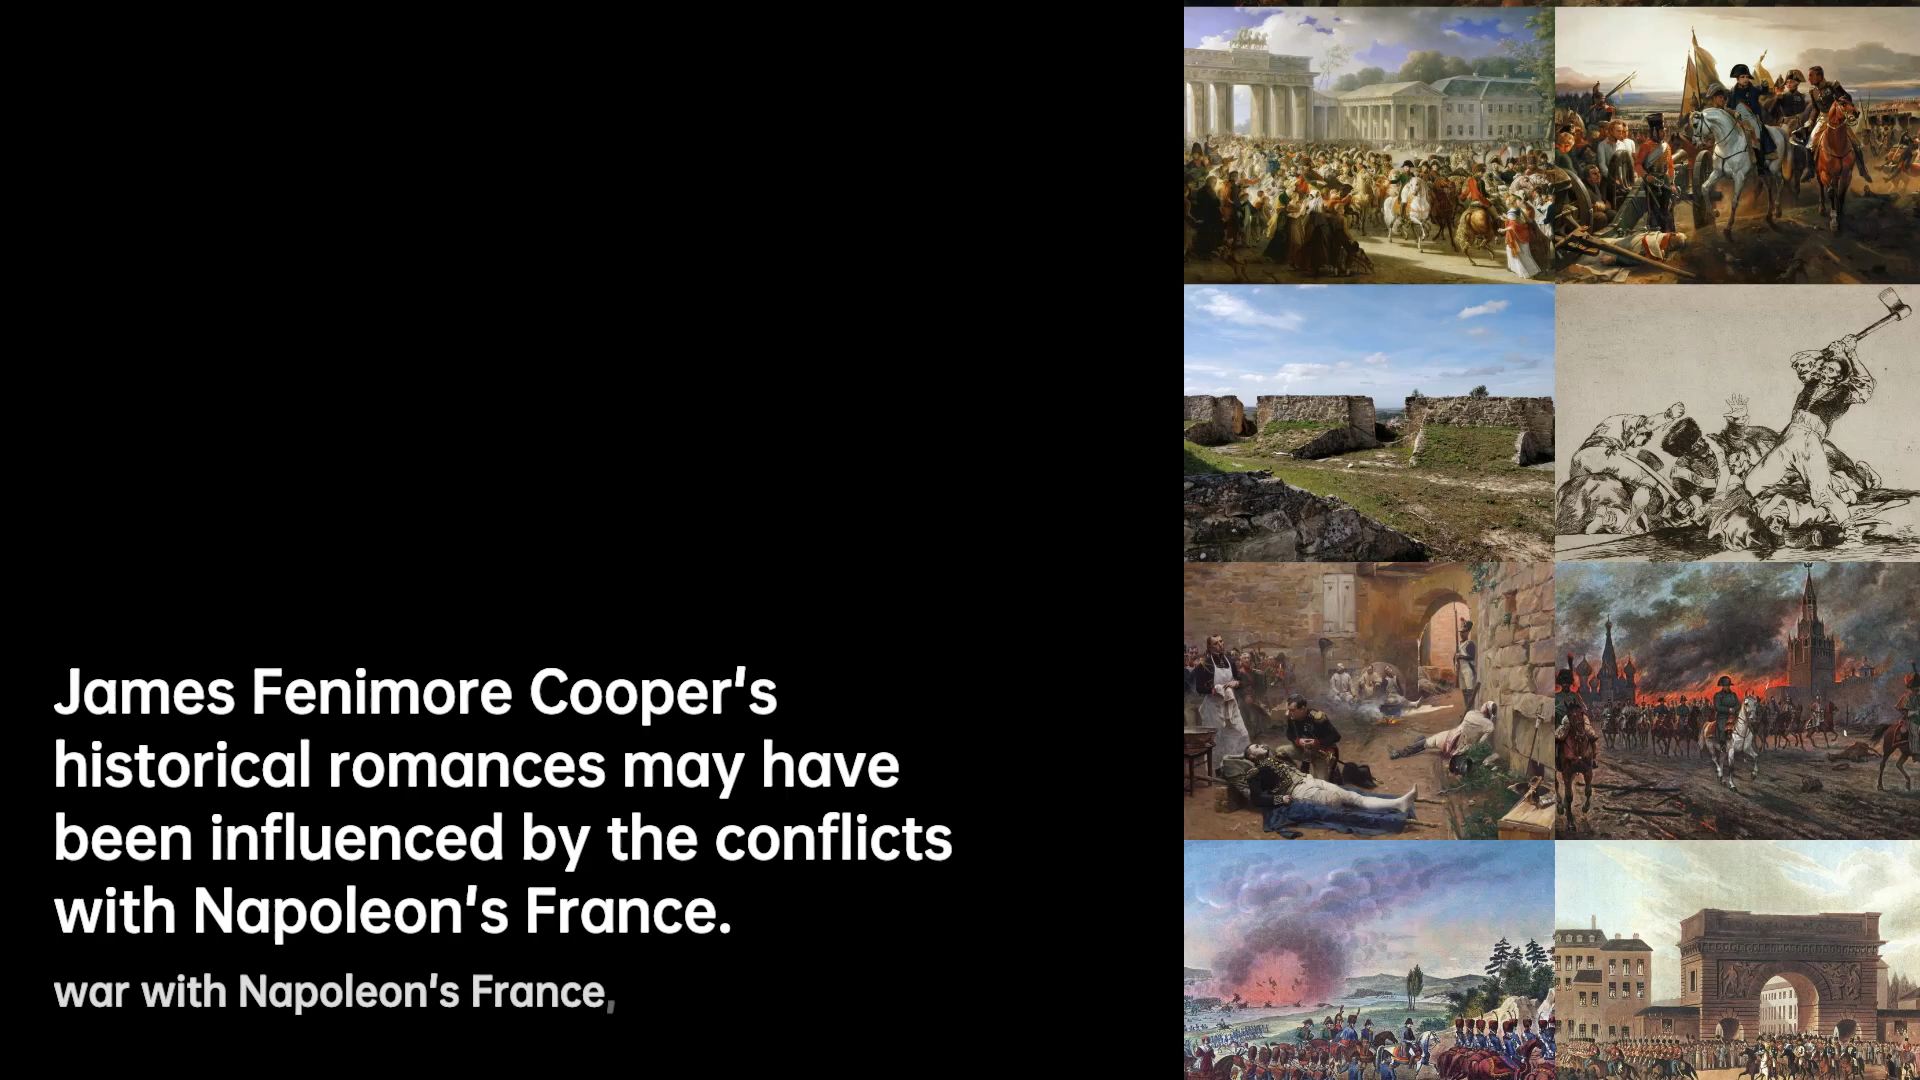 James Fenimore Cooper's
historical romances may have
been influenced by the conflicts
with Napoleon's France.
war with Napoleon's France,